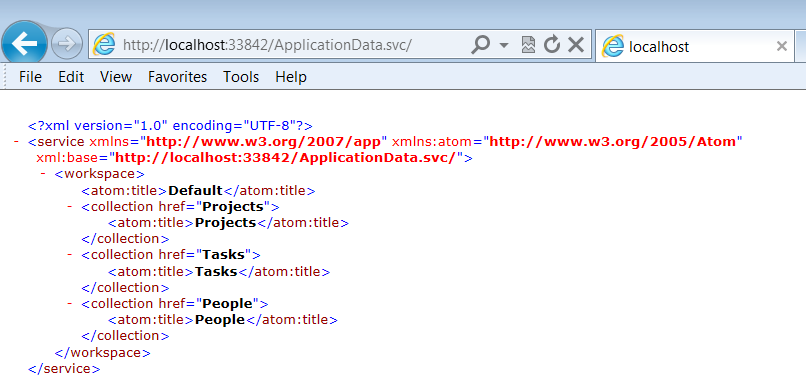 http://localhost:33842/ApplicationData.svc/
localhost
File Edit View Favorites Tools Help
<?xml version="1.0" encoding="UTF-8"?>
- <service xmlns="http://www.w3.org/2007/app" xmlns:atom="http://www.w3.org/2005/Atom"
xml:base="http://localhost:33842/ApplicationData.svc/">
- <workspace>
<atom:title>Default</atom:title>
- <collection href="Projects">
<atom:title>Projects</atom:title>
</collection>
- <collection href="Tasks">
<atom:title>Tasks</atom:title>
</collection>
- <collection href="People">
<atom:title>People</atom:title>
</collection>
</workspace>
</service>